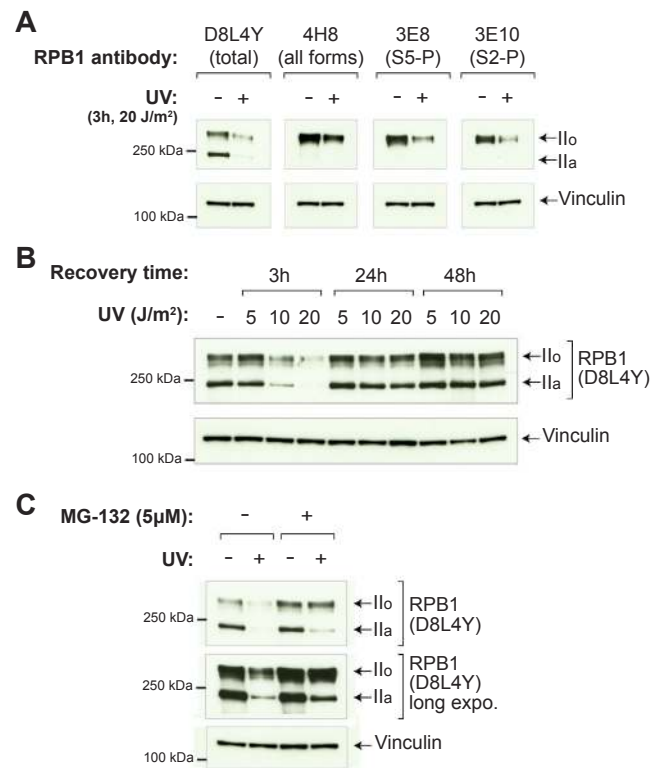 A
RPB1 antibody:
D8L4Y (total)
4H8 (all forms)
3E8 (S5-P)
3E10 (S2-P)
UV: - + - + - + - +
(3h, 20 J/m²)
250 kDa
←IIo
←IIa
100 kDa
←Vinculin
B
Recovery time: 3h 24h 48h
UV (J/m²): - 5 10 20 5 10 20 5 10 20
250 kDa
←IIo
←IIa
RPB1
(D8L4Y)
100 kDa
←Vinculin
C
MG-132 (5µM): - +
UV: - + - +
250 kDa
←IIo
←IIa
RPB1
(D8L4Y)
250 kDa
←IIo
←IIa
RPB1
(D8L4Y)
long expo.
100 kDa
←Vinculin